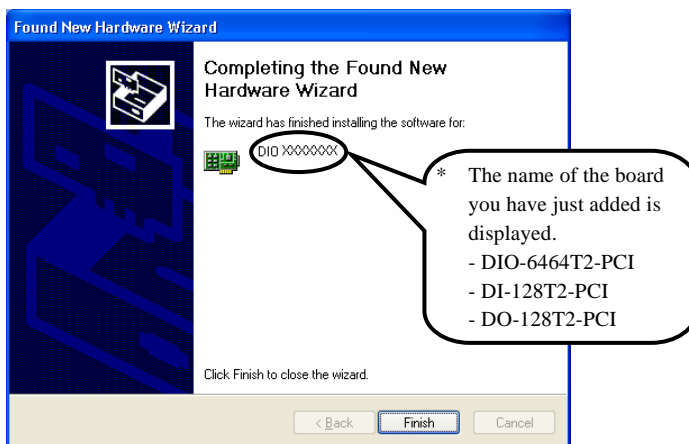 Found New Hardware Wizard
Completing the Found New
Hardware Wizard
The wizard has finished installing the software for:
DIO XXXXXXX
* The name of the board
you have just added is
displayed.
- DIO-6464T2-PCI
- DI-128T2-PCI
- DO-128T2-PCI
Click Finish to close the wizard.
< Back
Finish
Cancel